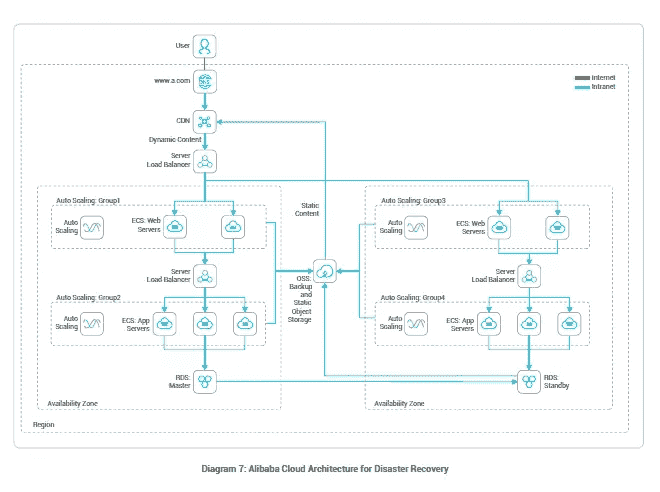 User
Internet
Intranet
www.a.com
DNS
CDN
Dynamic Content
Server
Load Balancer
Auto Scaling: Group1
Auto
Scaling
ECS: Web
Servers
Static
Content
Auto Scaling: Group3
Auto
Scaling
ECS: Web
Servers
Server
Load Balancer
OSS:
Backup
and
Static
Object
Storage
Server
Load Balancer
Auto Scaling: Group2
Auto
Scaling
ECS: App
Servers
Auto Scaling: Group4
Auto
Scaling
ECS: App
Servers
RDS:
Master
RDS:
Standby
Availability Zone
Availability Zone
Region
Diagram 7: Alibaba Cloud Architecture for Disaster Recovery